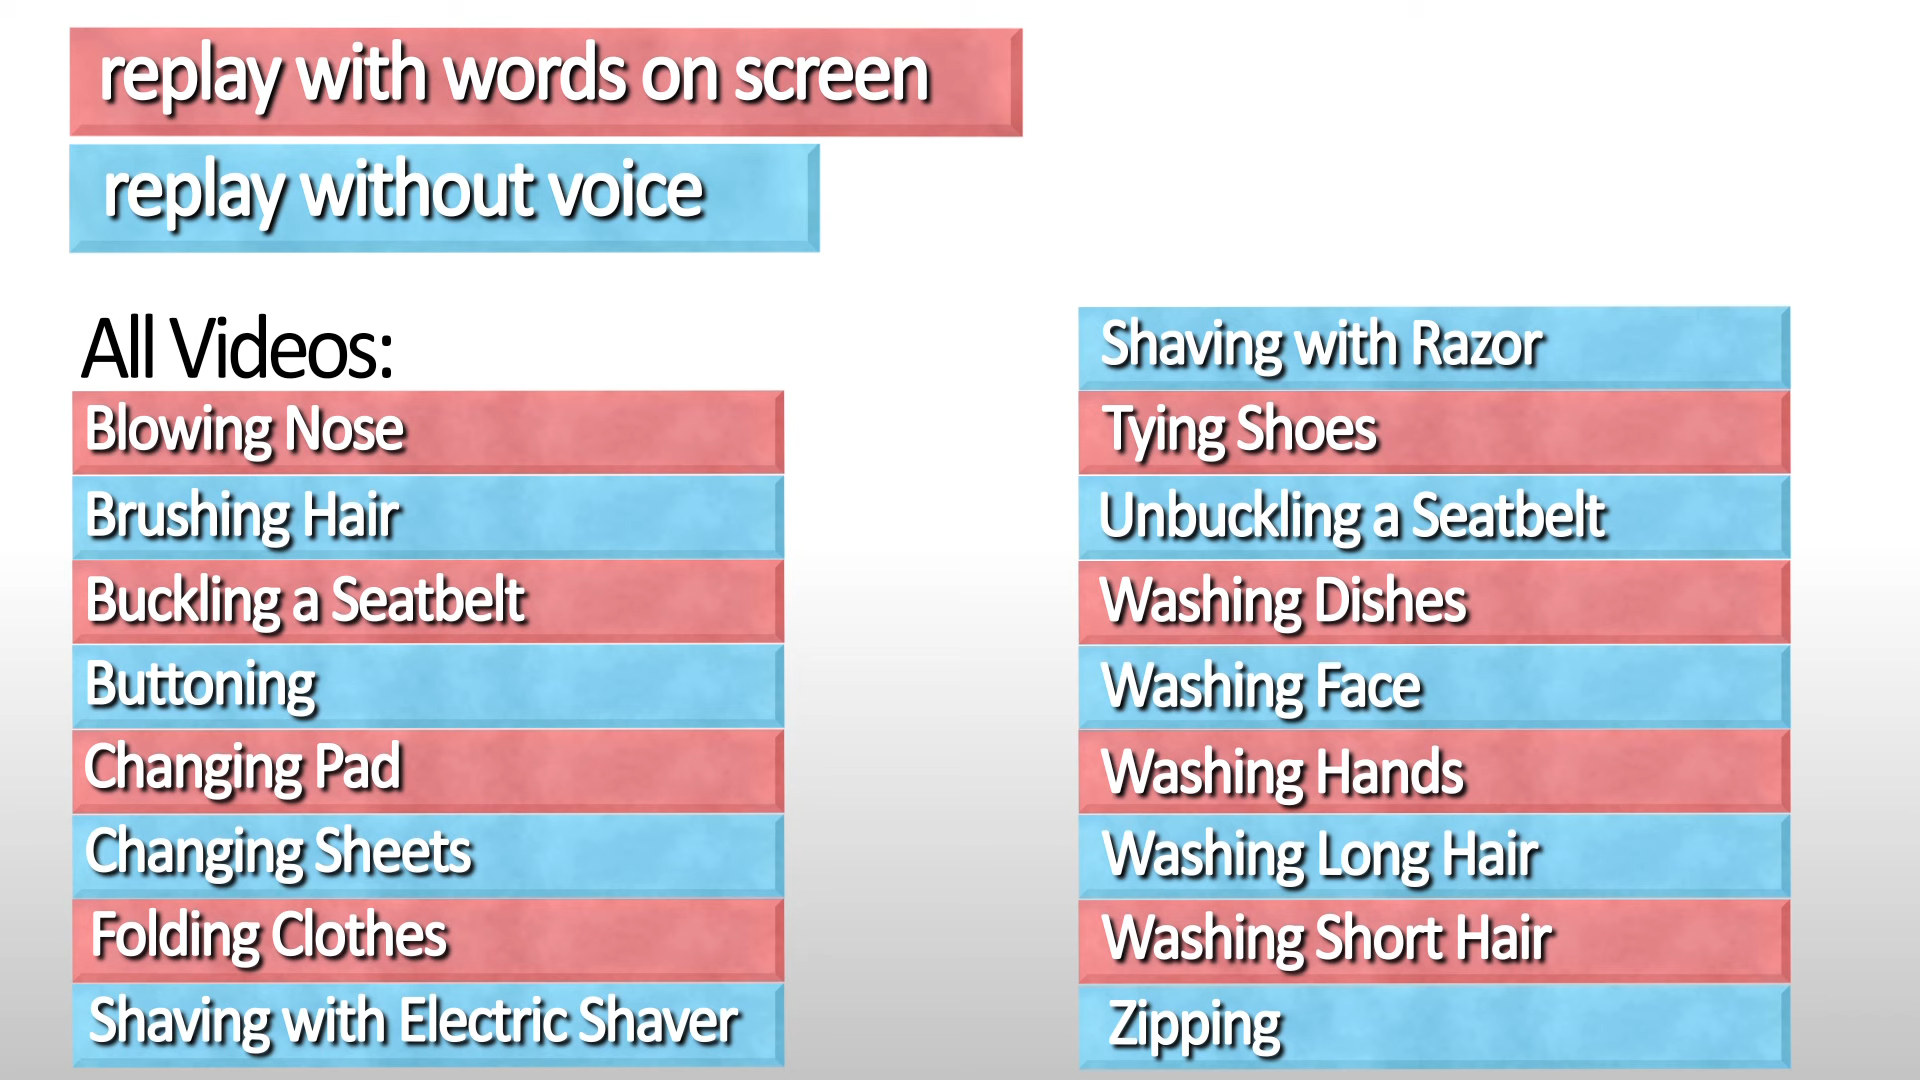 replay with words on screen
replay without voice
All Videos:
Blowing Nose
Brushing Hair
Buckling a Seatbelt
Buttoning
Changing Pad
Changing Sheets
Folding Clothes
Shaving with Electric Shaver
Shaving with Razor
Tying Shoes
Unbuckling a Seatbelt
Washing Dishes
Washing Face
Washing Hands
Washing Long Hair
Washing Short Hair
Zipping